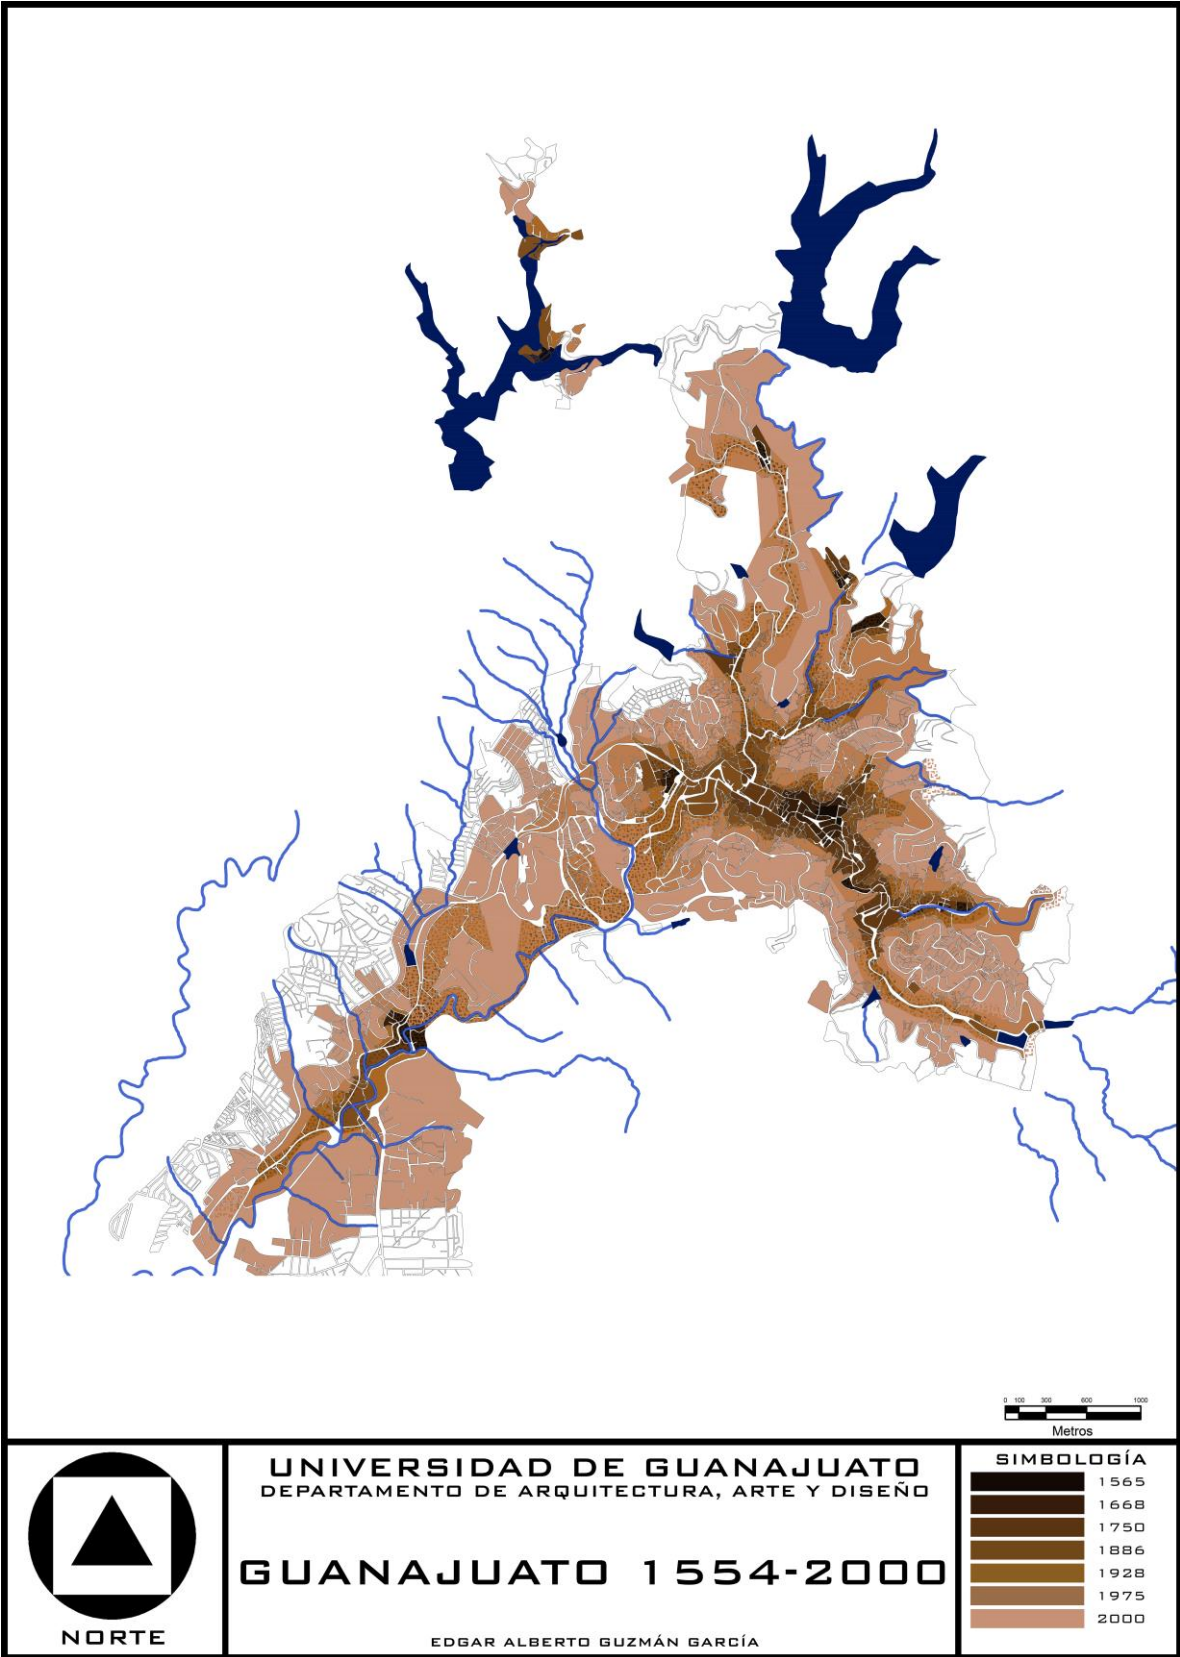 0 100 300 600 1000
Metros
NORTE
UNIVERSIDAD DE GUANAJUATO
DEPARTAMENTO DE ARQUITECTURA, ARTE Y DISEÑO
GUANAJUATO 1554-2000
EDGAR ALBERTO GUZMÁN GARCÍA
SIMBOLOGÍA
1565
1668
1750
1886
1928
1975
2000